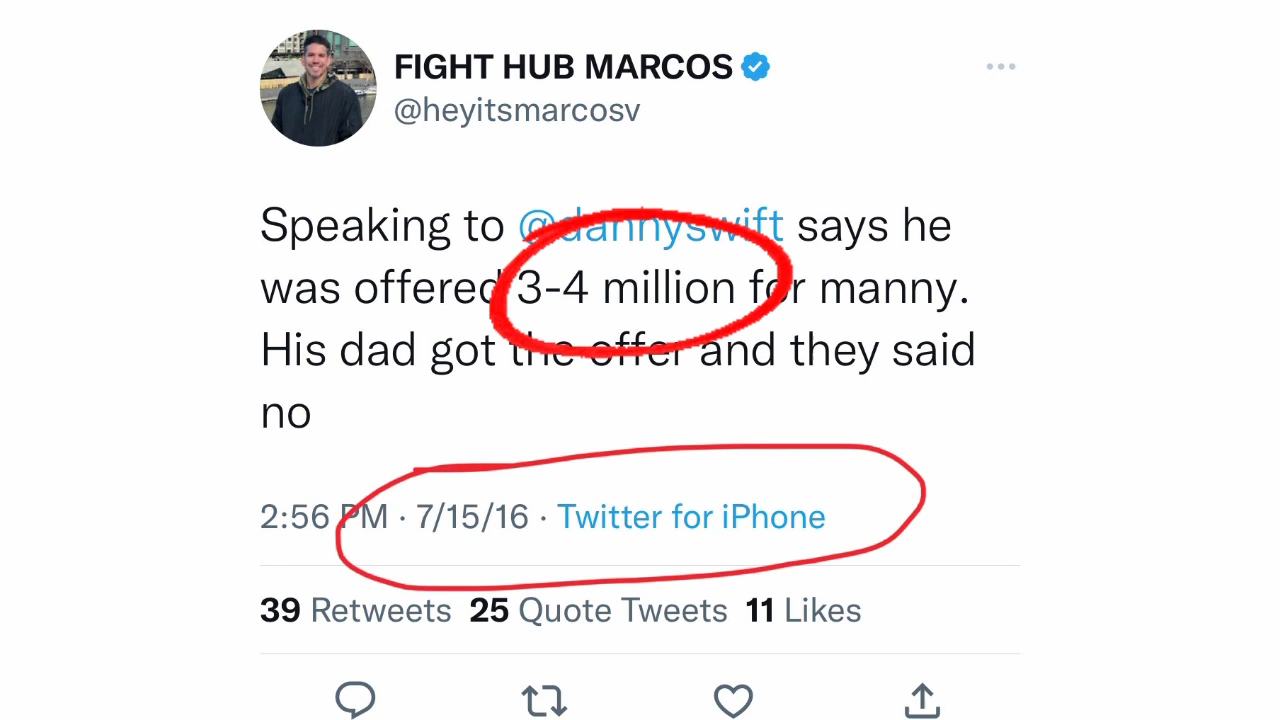 FIGHT HUB MARCOS
@heyitsmarcosv
Speaking to @dannyswift says he
was offered 3-4 million for manny.
His dad got the offer and they said
no
2:56 PM · 7/15/16 · Twitter for iPhone
39 Retweets 25 Quote Tweets 11 Likes